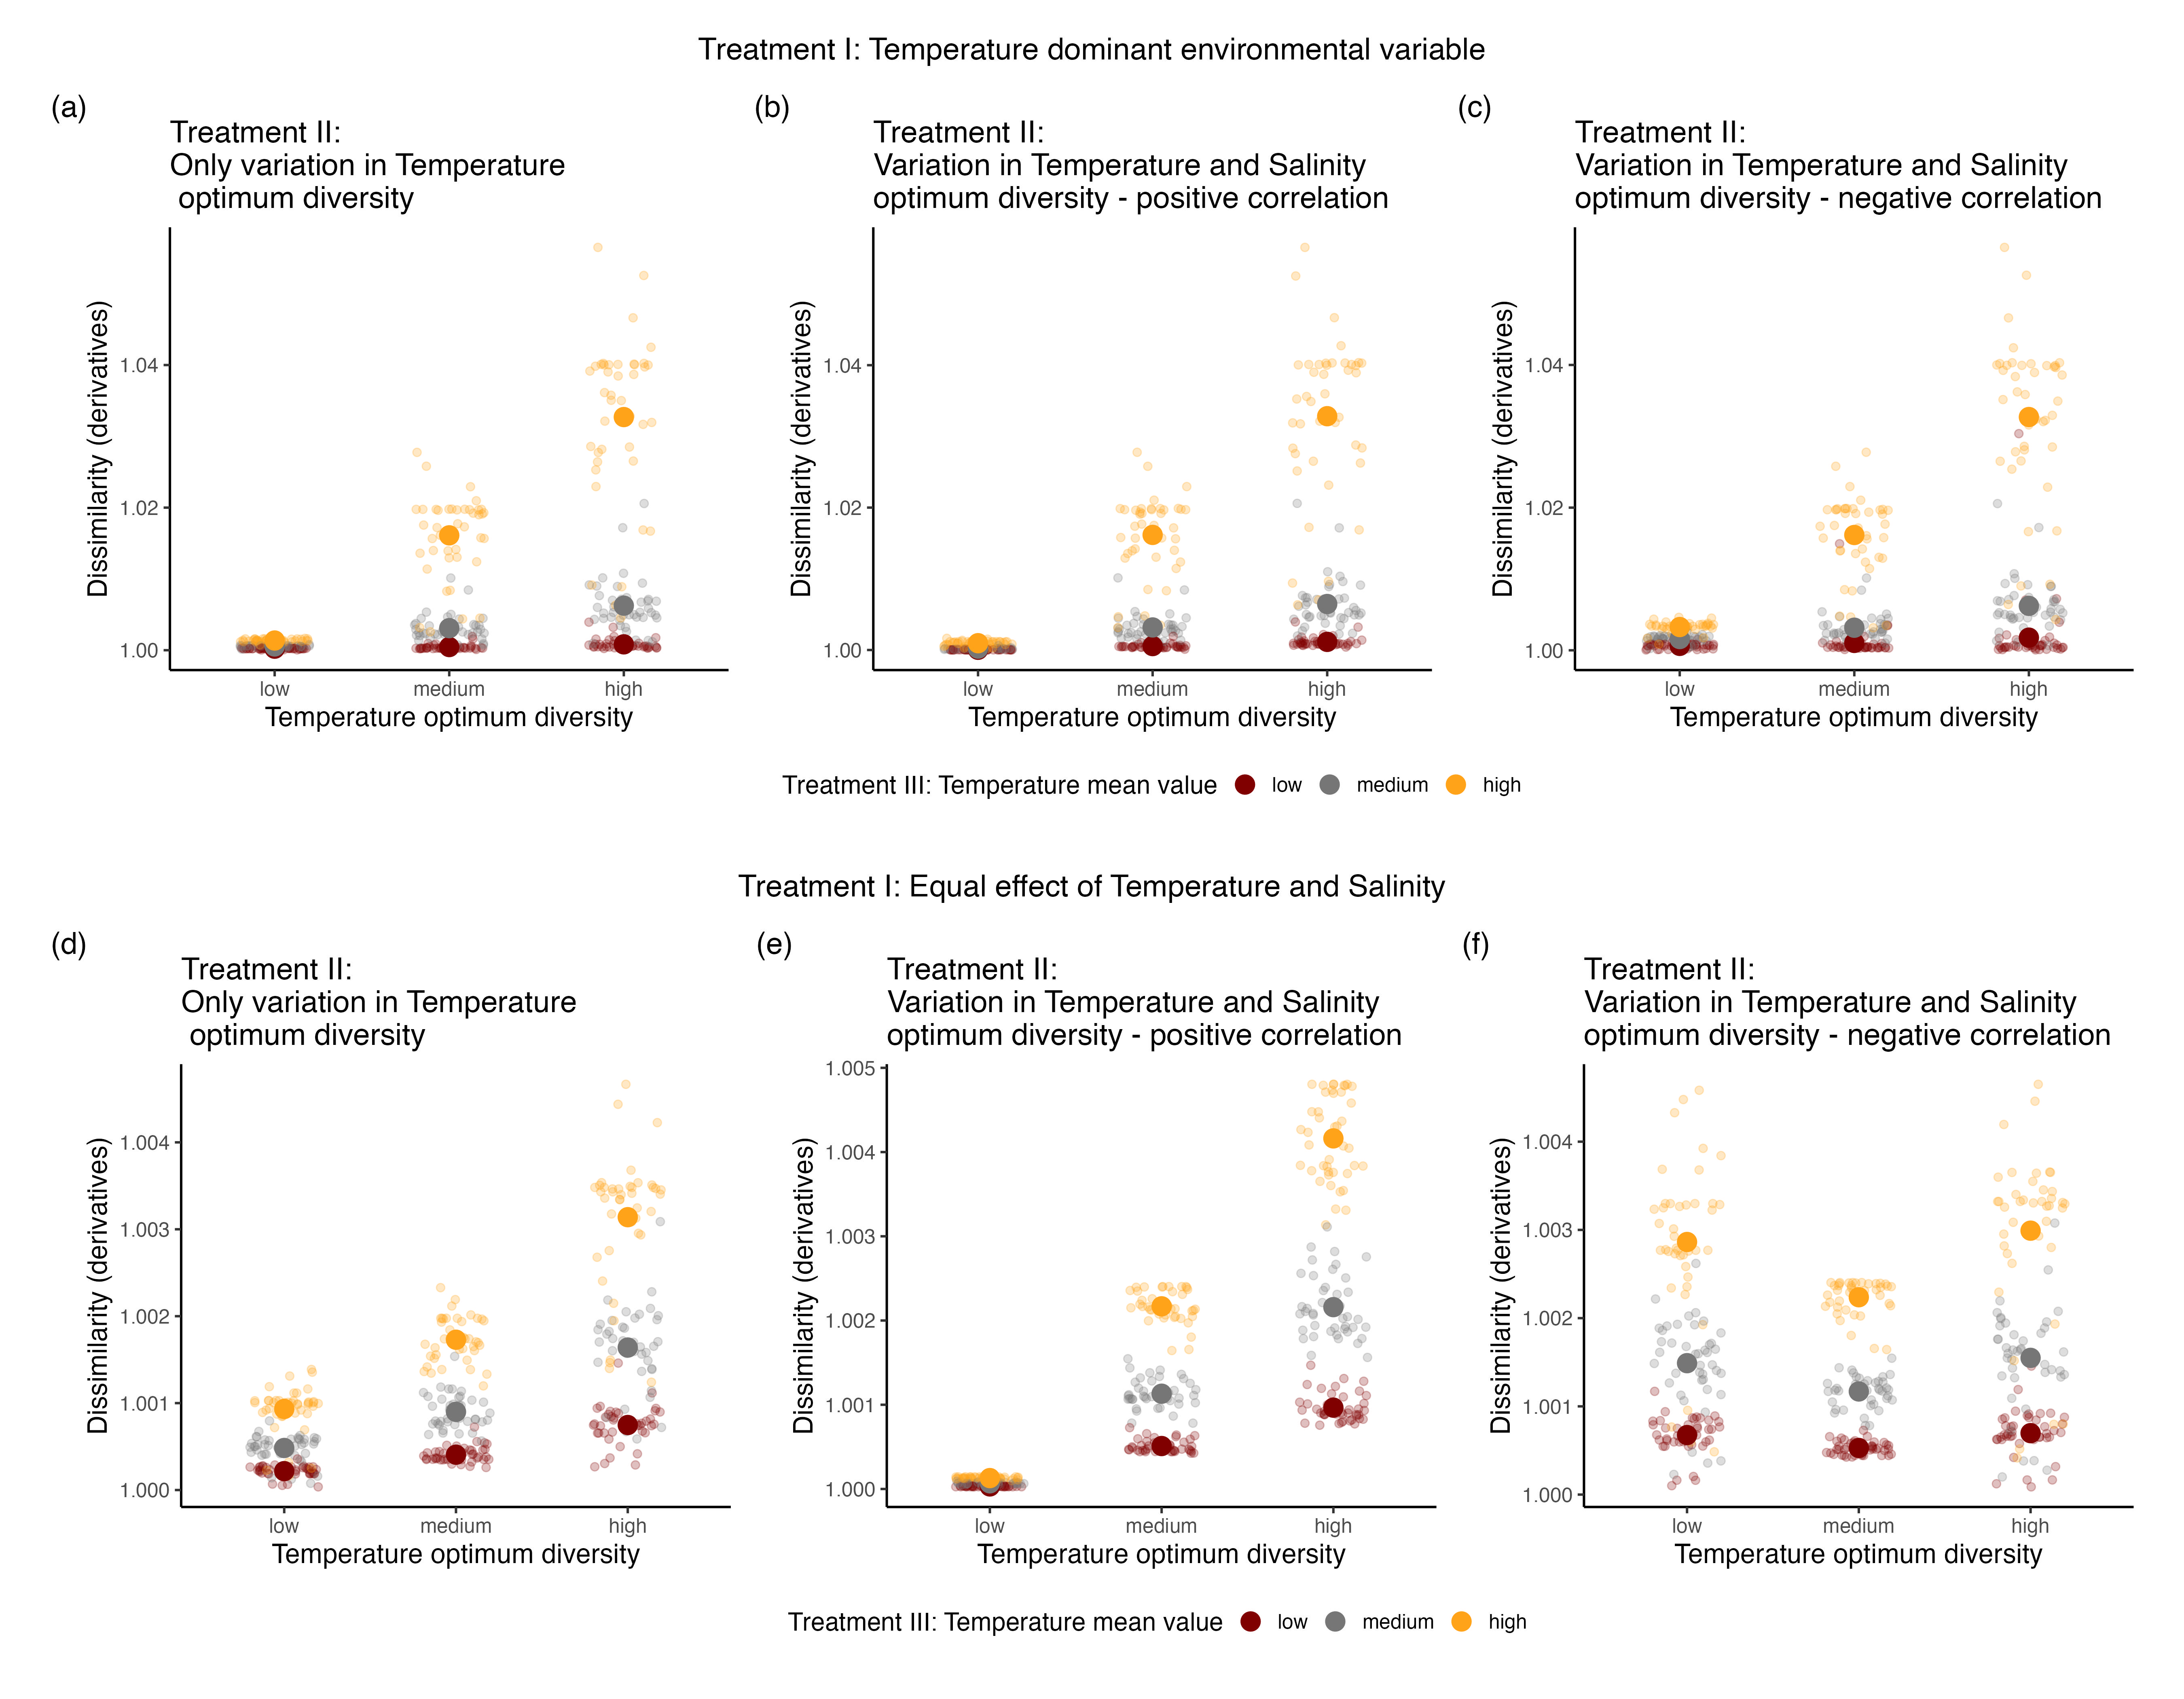 Treatment I: Temperature dominant environmental variable
(a)
Treatment II:
Only variation in Temperature
optimum diversity
Dissimilarity (derivatives)
1.04
1.02
1.00
low medium high
Temperature optimum diversity
(b)
Treatment II:
Variation in Temperature and Salinity
optimum diversity - positive correlation
Dissimilarity (derivatives)
1.04
1.02
1.00
low medium high
Temperature optimum diversity
(c)
Treatment II:
Variation in Temperature and Salinity
optimum diversity - negative correlation
Dissimilarity (derivatives)
1.04
1.02
1.00
low medium high
Temperature optimum diversity
Treatment III: Temperature mean value low medium high
Treatment I: Equal effect of Temperature and Salinity
(d)
Treatment II:
Only variation in Temperature
optimum diversity
Dissimilarity (derivatives)
1.004
1.003
1.002
1.001
1.000
low medium high
Temperature optimum diversity
(e)
Treatment II:
Variation in Temperature and Salinity
optimum diversity - positive correlation
Dissimilarity (derivatives)
1.005
1.004
1.003
1.002
1.001
1.000
low medium high
Temperature optimum diversity
(f)
Treatment II:
Variation in Temperature and Salinity
optimum diversity - negative correlation
Dissimilarity (derivatives)
1.004
1.003
1.002
1.001
1.000
low medium high
Temperature optimum diversity
Treatment III: Temperature mean value low medium high